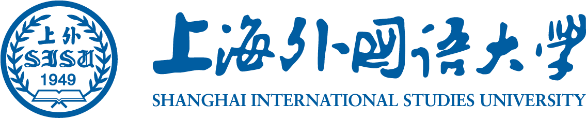 上外
SISU
1949
上海外国语大学
SHANGHAI INTERNATIONAL STUDIES UNIVERSITY